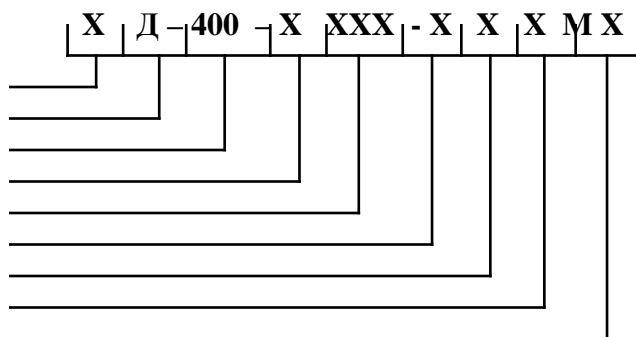 Х Д – 400 – Х ХХХ - Х Х Х М Х